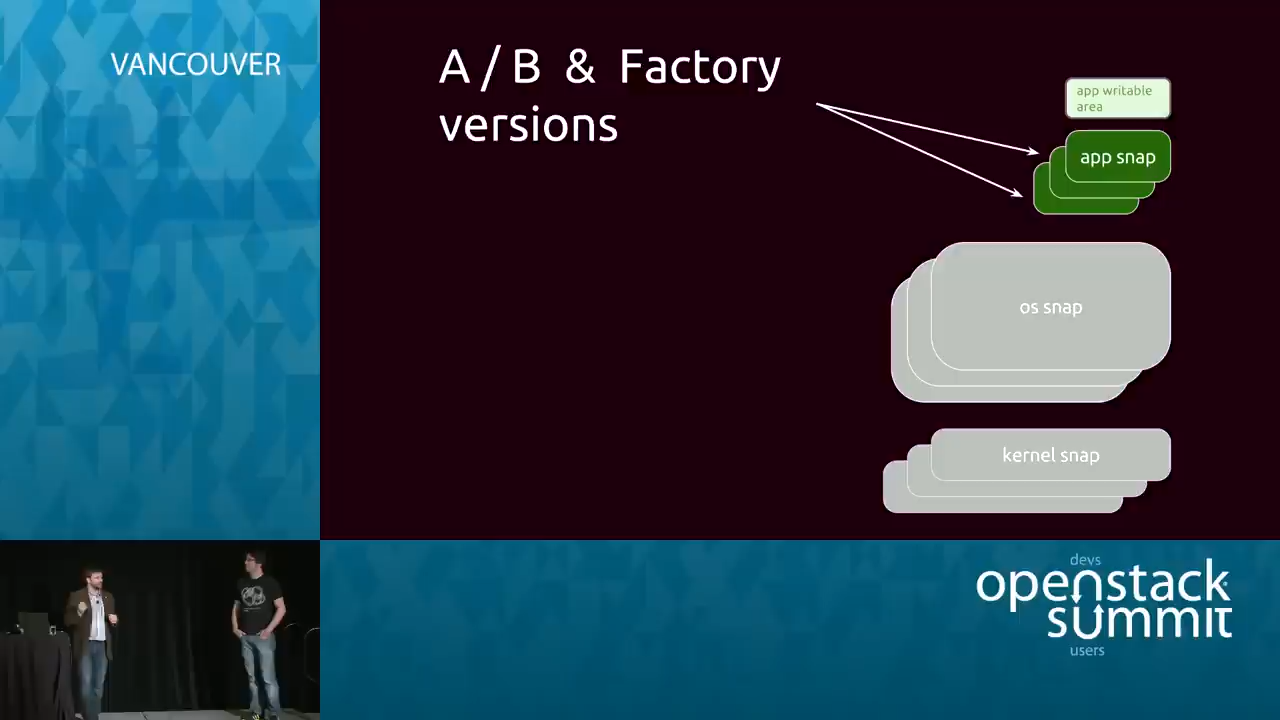 VANCOUVER
A / B & Factory
versions
app writable
area
app snap
os snap
kernel snap
devs
openstack
summit
users